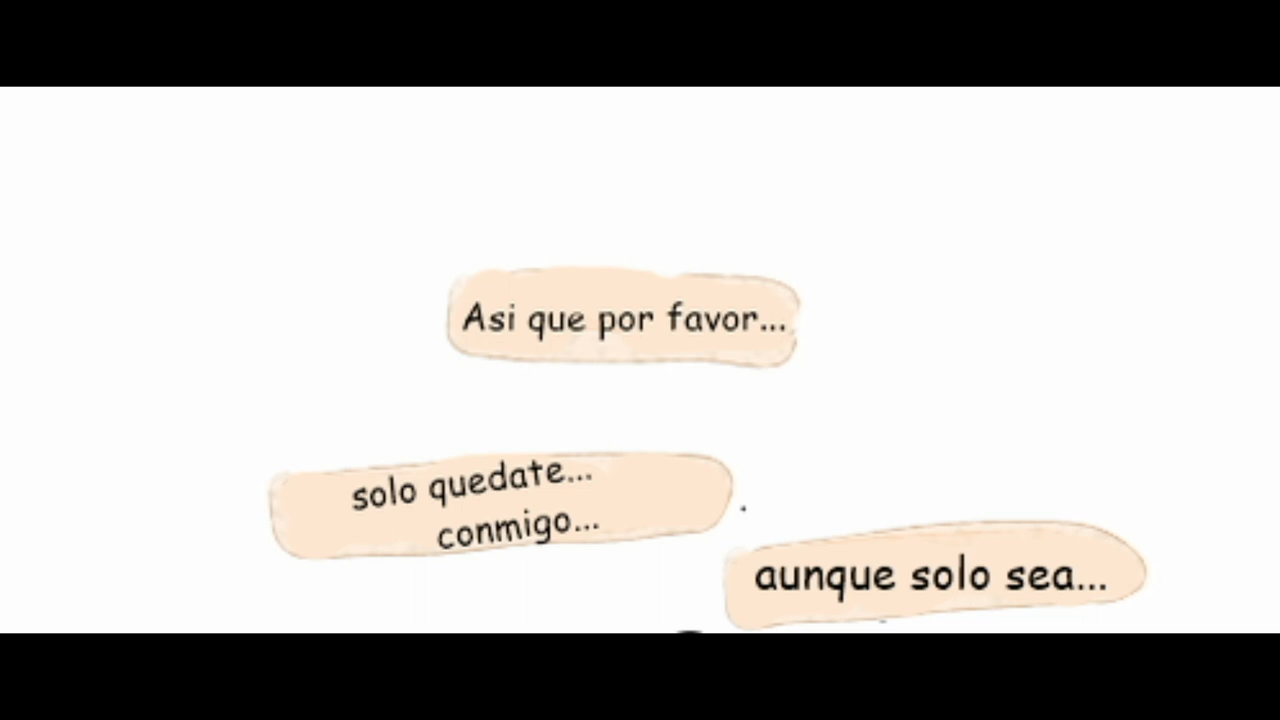 Asi que por favor...
solo quedate...
conmigo...
aunque solo sea...